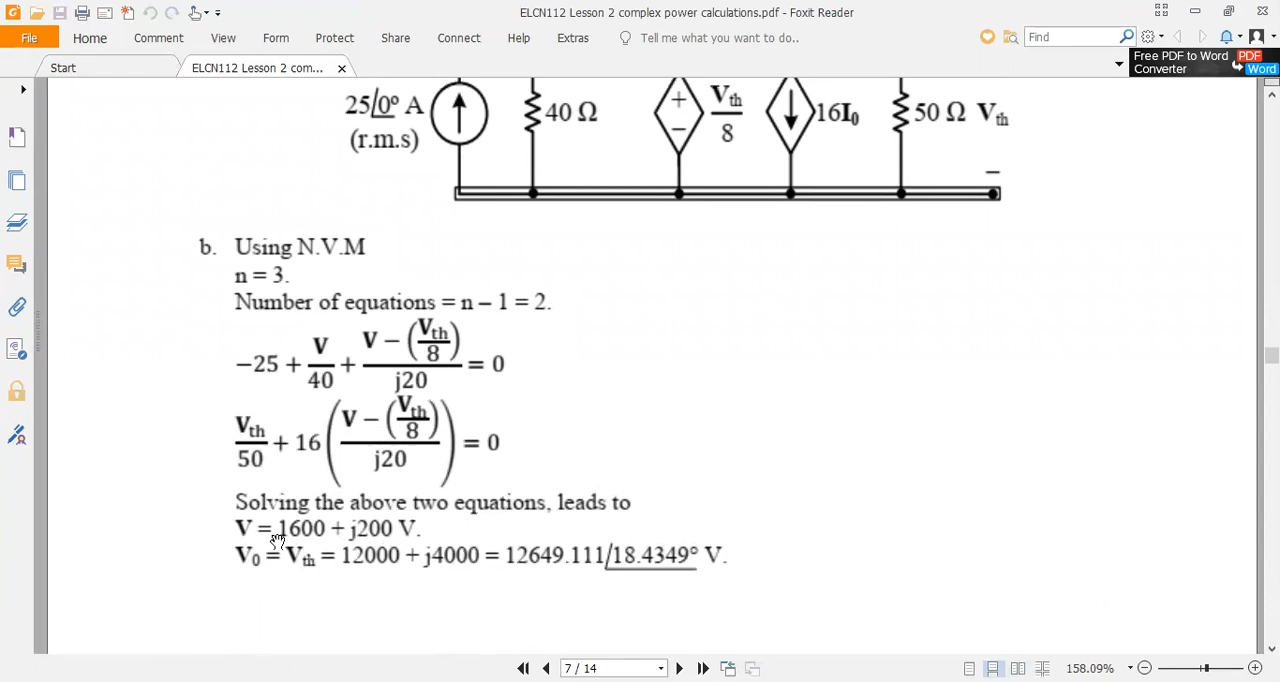 ELCN112 Lesson 2 complex power calculations.pdf - Foxit Reader
File Home Comment View Form Protect Share Connect Help Extras Tell me what you want to do.. Find
Start ELCN112 Lesson 2 com...
Free PDF to Word Converter PDF Word
25/0° A
(r.m.s)
40 Ω
+
−
Vth
8
16I0
50 Ω Vth
−
b. Using N.V.M
n = 3.
Number of equations = n – 1 = 2.
−25 + V/40 + (V − (Vth/8))/j20 = 0
Vth/50 + 16((V − (Vth/8))/j20) = 0
Solving the above two equations, leads to
V = 1600 + j200 V.
V0 = Vth = 12000 + j4000 = 12649.111/18.4349° V.
7 / 14
158.09%